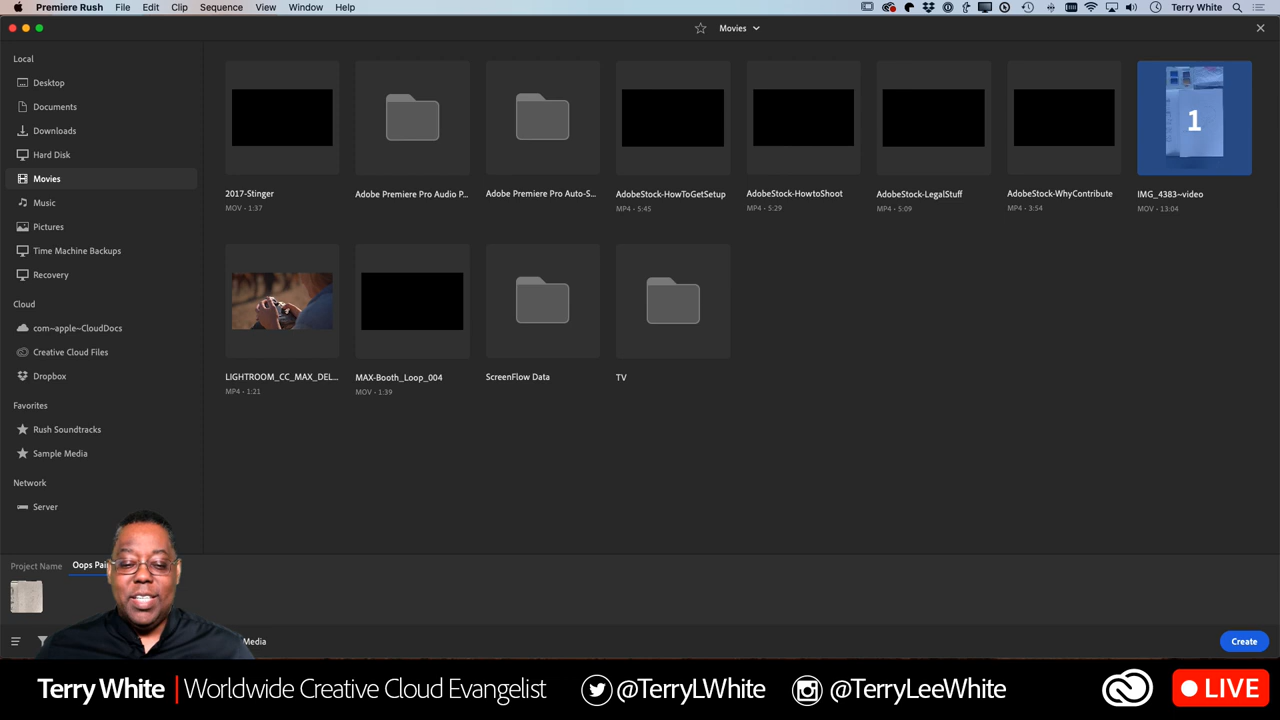 Premiere Rush File Edit Clip Sequence View Window Help Terry White
Movies
Local
Desktop
Documents
Downloads
Hard Disk
Movies
Music
Pictures
Time Machine Backups
Recovery
Cloud
com~apple~CloudDocs
Creative Cloud Files
Dropbox
Favorites
Rush Soundtracks
Sample Media
Network
Server
1
2017-Stinger
MOV • 1:37
Adobe Premiere Pro Audio P...
Adobe Premiere Pro Auto-S...
AdobeStock-HowToGetSetup
MP4 • 5:45
AdobeStock-HowtoShoot
MP4 • 5:29
AdobeStock-LegalStuff
MP4 • 5:09
AdobeStock-WhyContribute
MP4 • 3:54
IMG_4383~video
MOV • 13:04
LIGHTROOM_CC_MAX_DEL...
MP4 • 1:21
MAX-Booth_Loop_004
MOV • 1:39
ScreenFlow Data
TV
Project Name Oops
Media
Create
Terry White | Worldwide Creative Cloud Evangelist @TerryLWhite @TerryLeeWhite LIVE